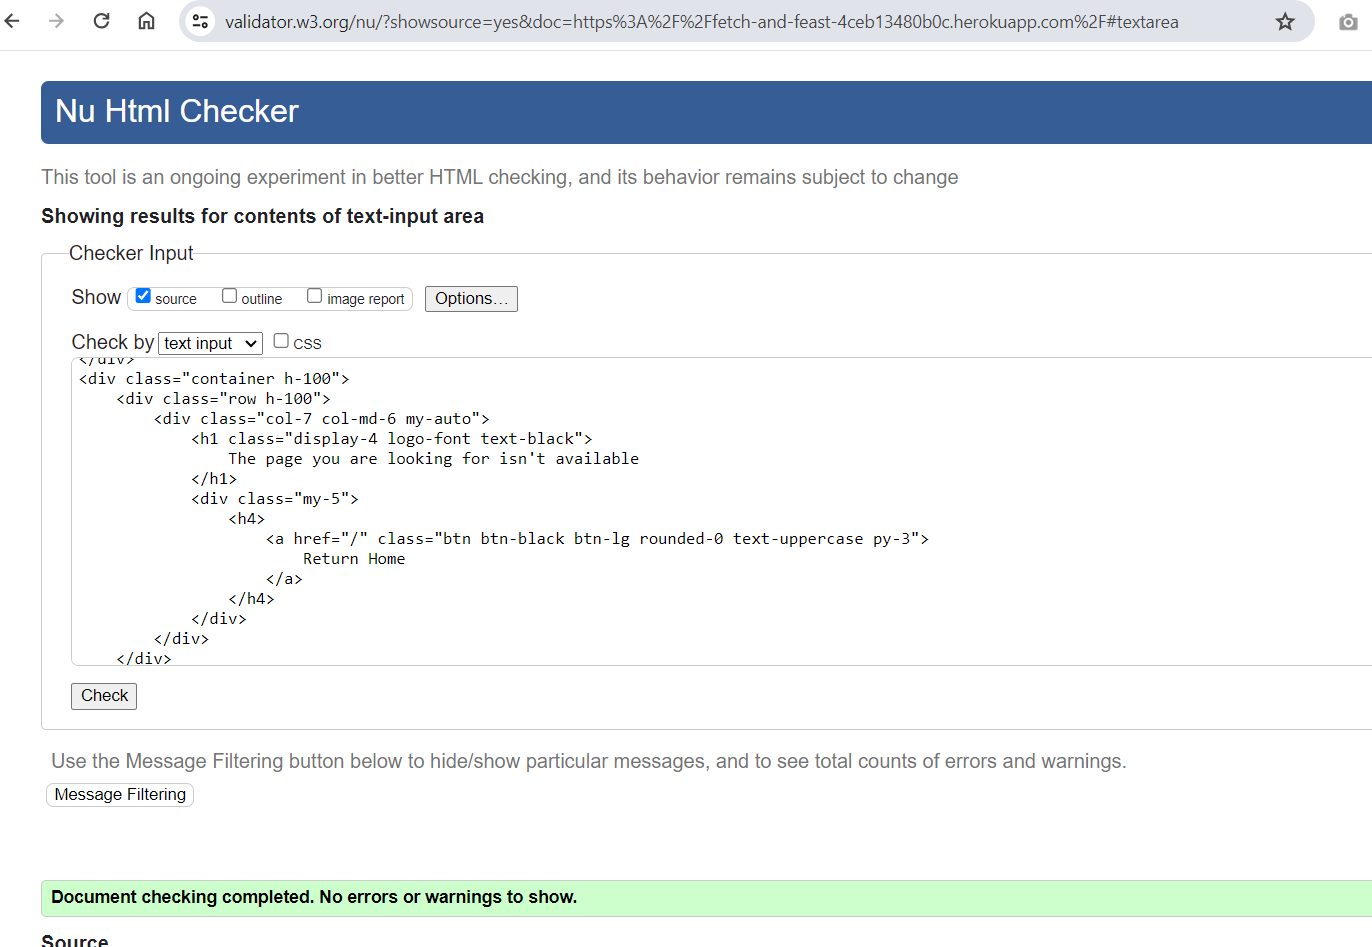 validator.w3.org/nu/?showsource=yes&doc=https%3A%2F%2Ffetch-and-feast-4ceb13480b0c.herokuapp.com%2F#textarea
Nu Html Checker
This tool is an ongoing experiment in better HTML checking, and its behavior remains subject to change
Showing results for contents of text-input area
Checker Input
Show source outline image report Options...
Check by text input CSS
</div>
<div class="container h-100">
    <div class="row h-100">
        <div class="col-7 col-md-6 my-auto">
            <h1 class="display-4 logo-font text-black">
                The page you are looking for isn't available
            </h1>
            <div class="my-5">
                <h4>
                    <a href="/" class="btn btn-black btn-lg rounded-0 text-uppercase py-3">
                        Return Home
                    </a>
                </h4>
            </div>
        </div>
    </div>
Check
Use the Message Filtering button below to hide/show particular messages, and to see total counts of errors and warnings.
Message Filtering
Document checking completed. No errors or warnings to show.
Source